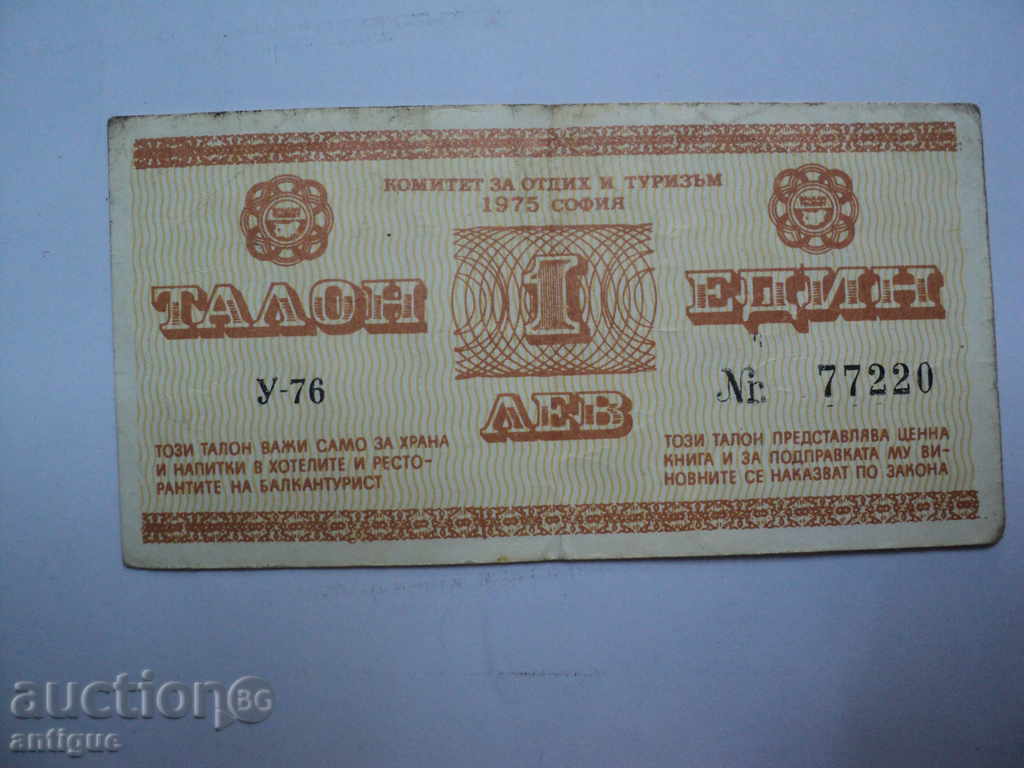 КОМИТЕТ ЗА ОТДИХ И ТУРИЗЪМ
1975 СОФИЯ
ТАЛОН 1 ЕДИН
ЛЕВ
У-76
№ 77220
ТОЗИ ТАЛОН ВАЖИ САМО ЗА ХРАНА
И НАПИТКИ В ХОТЕЛИТЕ И РЕСТО-
РАНТИТЕ НА БАЛКАНТУРИСТ
ТОЗИ ТАЛОН ПРЕДСТАВЛЯВА ЦЕННА
КНИГА И ЗА ПОДПРАВКАТА МУ ВИ-
НОВНИТЕ СЕ НАКАЗВАТ ПО ЗАКОНА
auction BG
antigue